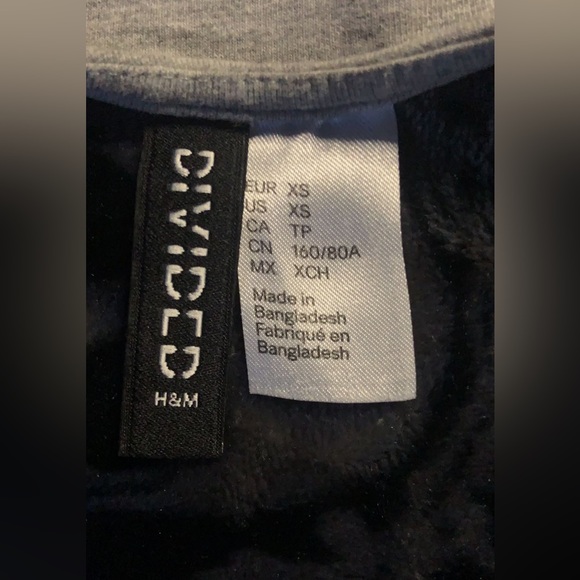 DIVIDED
H&M
EUR XS
US XS
CA TP
CN 160/80A
MX XCH
Made in
Bangladesh
Fabriqué en
Bangladesh